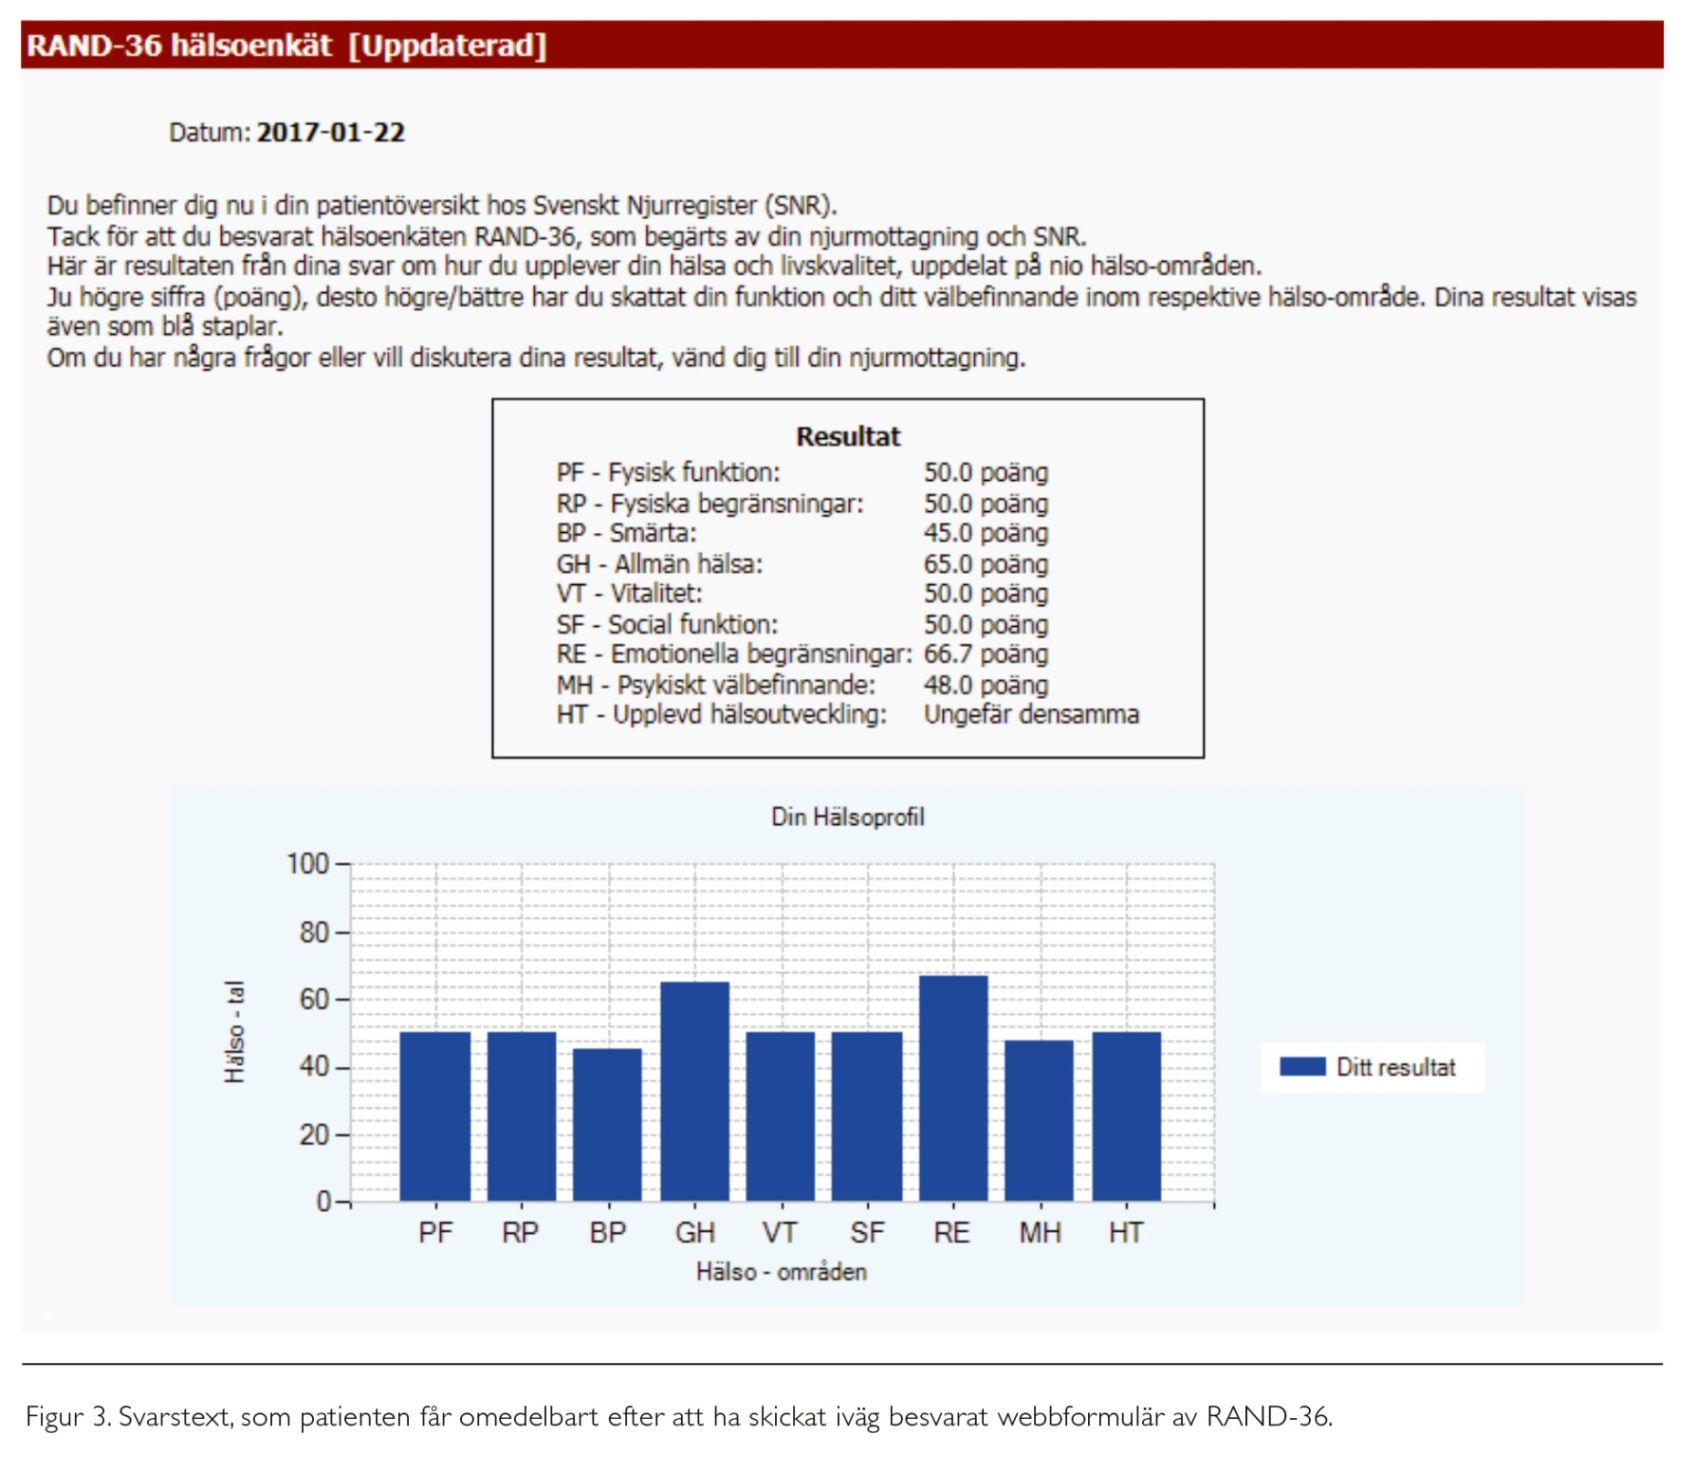 RAND-36 hälsoenkät [Uppdaterad]
Datum: 2017-01-22
Du befinner dig nu i din patientöversikt hos Svenskt Njurregister (SNR).
Tack för att du besvarat hälsoenkäten RAND-36, som begärts av din njurmottagning och SNR.
Här är resultaten från dina svar om hur du upplever din hälsa och livskvalitet, uppdelat på nio hälso-områden.
Ju högre siffra (poäng), desto högre/bättre har du skattat din funktion och ditt välbefinnande inom respektive hälso-område. Dina resultat visas
även som blå staplar.
Om du har några frågor eller vill diskutera dina resultat, vänd dig till din njurmottagning.
Resultat
PF - Fysisk funktion: 50.0 poäng
RP - Fysiska begränsningar: 50.0 poäng
BP - Smärta: 45.0 poäng
GH - Allmän hälsa: 65.0 poäng
VT - Vitalitet: 50.0 poäng
SF - Social funktion: 50.0 poäng
RE - Emotionella begränsningar: 66.7 poäng
MH - Psykiskt välbefinnande: 48.0 poäng
HT - Upplevd hälsoutveckling: Ungefär densamma
Din Hälsoprofil
100
80
60
40
20
0
Hälso - tal
PF RP BP GH VT SF RE MH HT
Hälso - områden
Ditt resultat
Figur 3. Svarstext, som patienten får omedelbart efter att ha skickat iväg besvarat webbformulär av RAND-36.